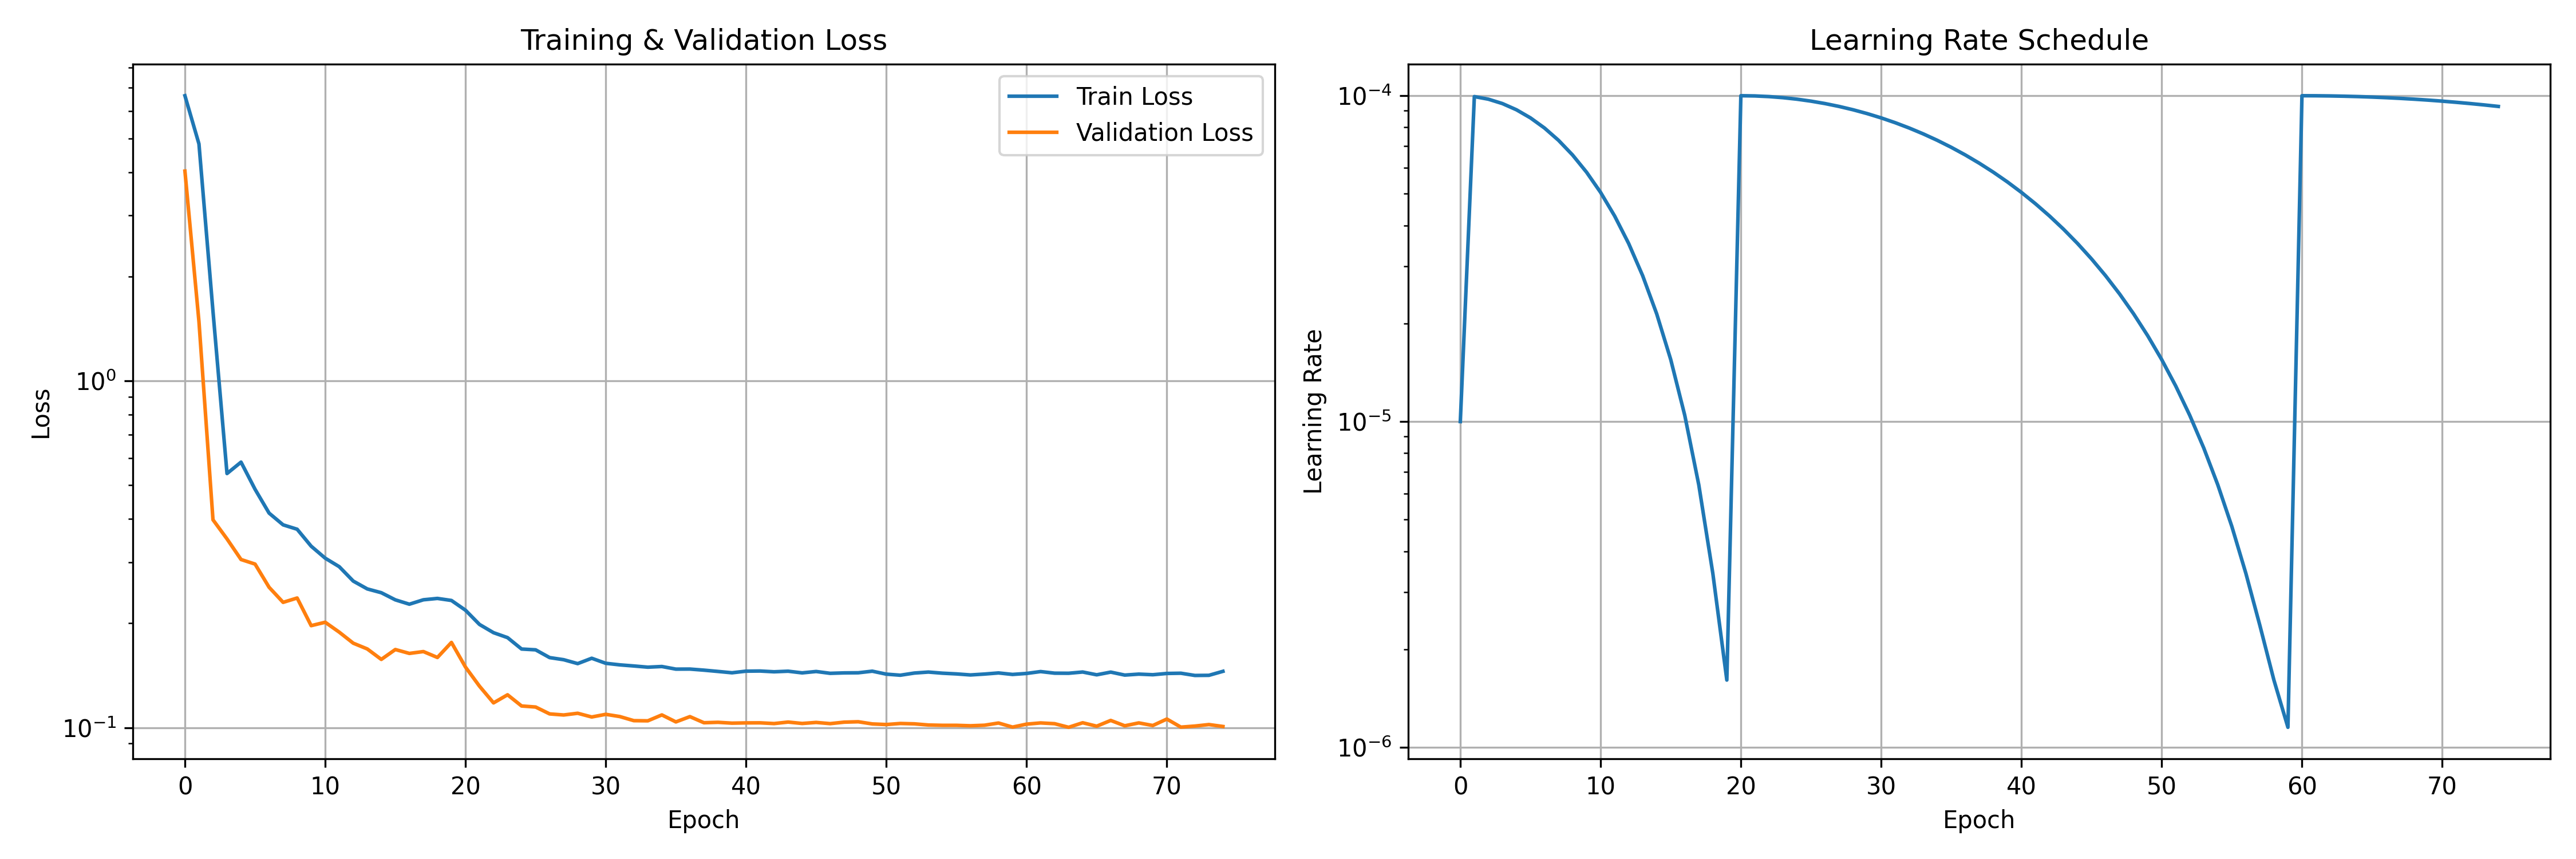 Training & Validation Loss
Train Loss
Validation Loss
10⁰
10⁻¹
Loss
0 10 20 30 40 50 60 70
Epoch
Learning Rate Schedule
10⁻⁴
10⁻⁵
10⁻⁶
Learning Rate
0 10 20 30 40 50 60 70
Epoch